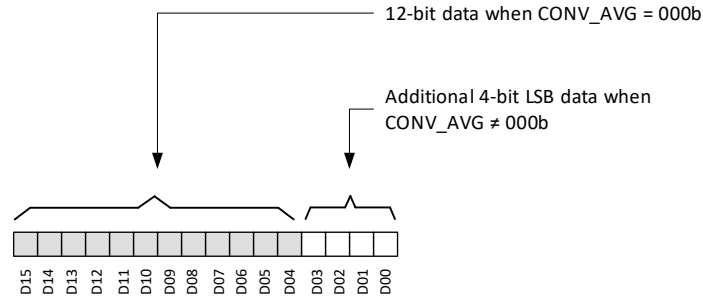 12-bit data when CONV_AVG = 000b
Additional 4-bit LSB data when
CONV_AVG ≠ 000b
D15
D14
D13
D12
D11
D10
D09
D08
D07
D06
D05
D04
D03
D02
D01
D00